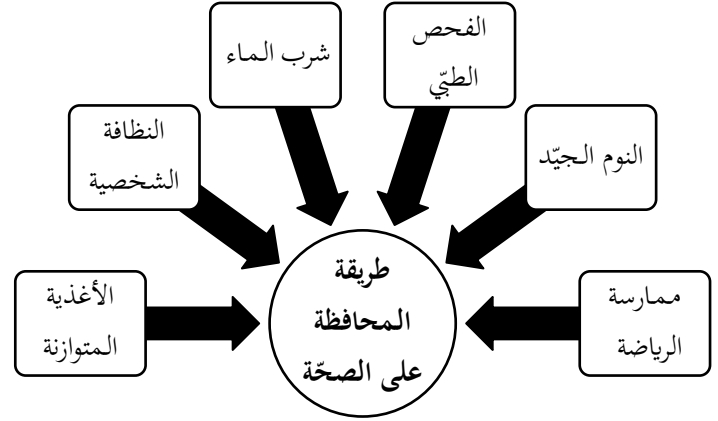 الفحص
الطبّي
شرب الماء
النوم الجيّد
النظافة
الشخصية
ممارسة
الرياضة
الأغذية
المتوازنة
طريقة
المحافظة
على الصحّة